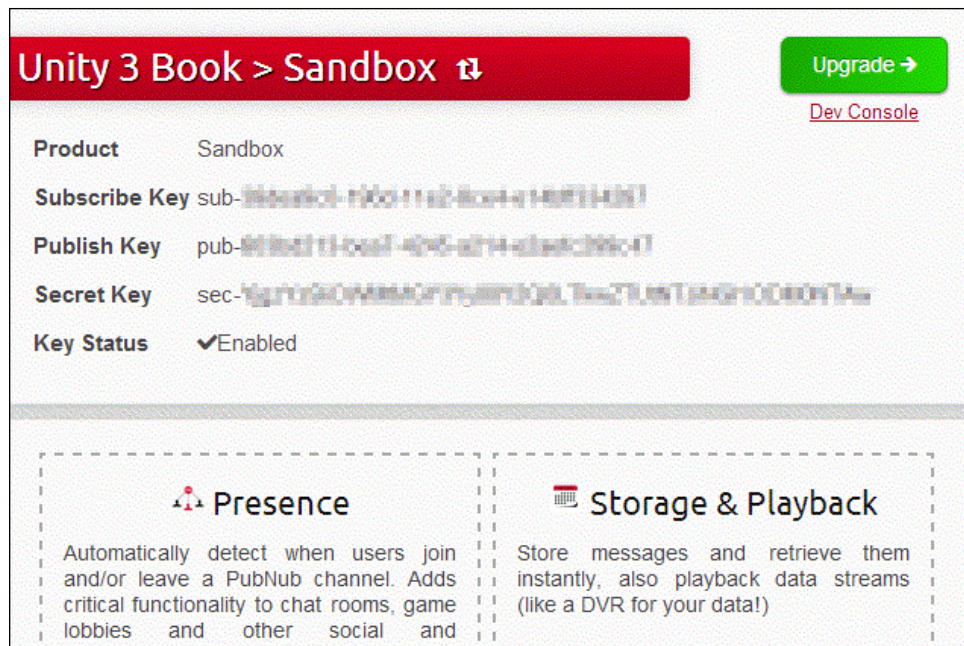 Unity 3 Book > Sandbox
Upgrade →
Dev Console
Product Sandbox
Subscribe Key sub-
Publish Key pub-
Secret Key sec-
Key Status ✔Enabled
Presence
Automatically detect when users join
and/or leave a PubNub channel. Adds
critical functionality to chat rooms, game
lobbies and other social and
Storage & Playback
Store messages and retrieve them
instantly, also playback data streams
(like a DVR for your data!)